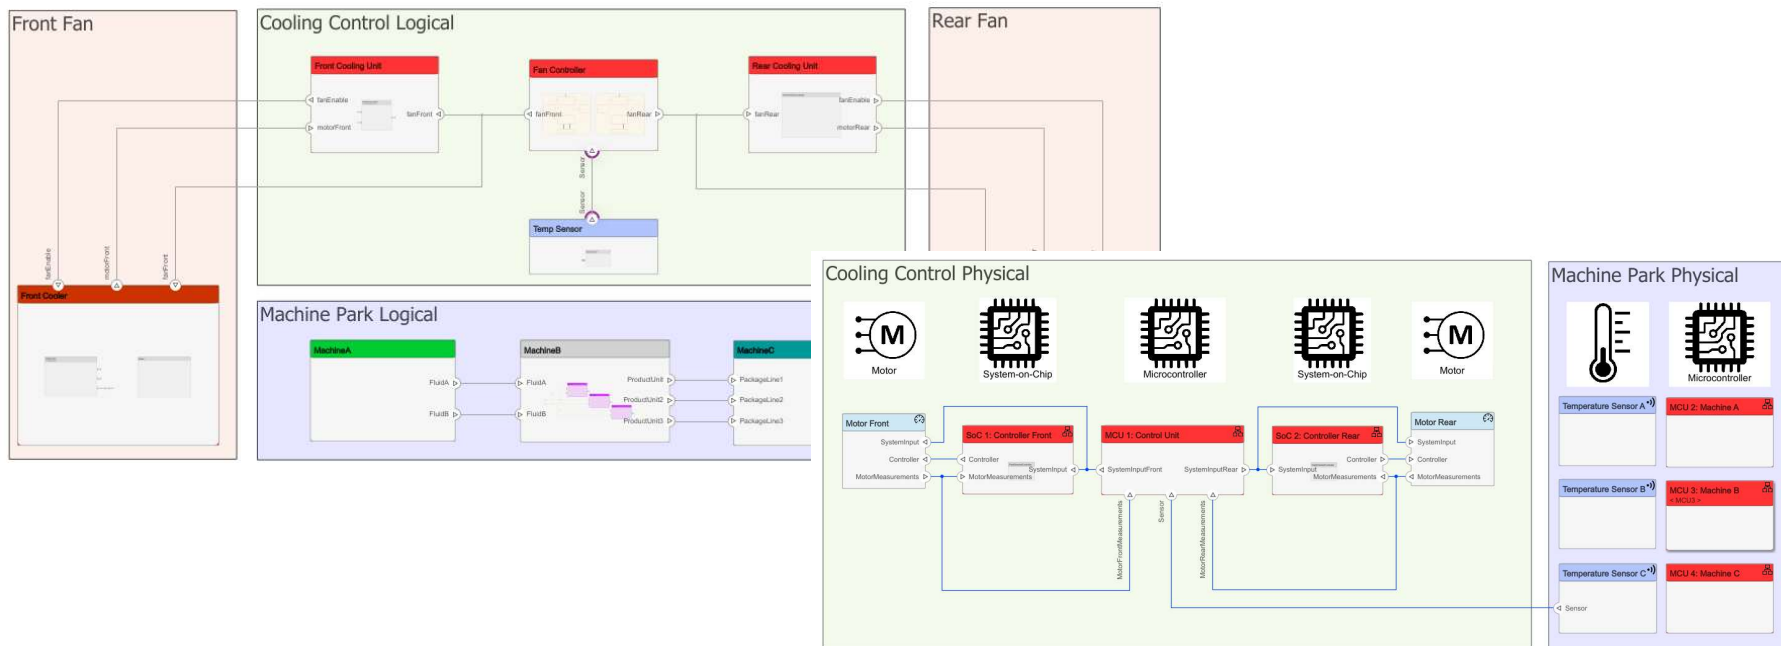 Front Fan
Cooling Control Logical
Rear Fan
Front Cooling Unit
Fan Controller
Rear Cooling Unit
fanEnable
fanFront
fanFront
fanRear
fanRear
fanEnable
motorFront
motorRear
Sensor
Sensor
Temp Sensor
fanEnable
motorFront
fanFront
Front Cooler
Machine Park Logical
MachineA
MachineB
MachineC
FluidA
FluidA
ProductUnit
PackageLine1
ProductUnit2
PackageLine2
FluidB
FluidB
ProductUnit3
PackageLine3
Cooling Control Physical
Machine Park Physical
M
M
Motor
System-on-Chip
Microcontroller
System-on-Chip
Motor
Microcontroller
Motor Front
SoC 1: Controller Front
MCU 1: Control Unit
SoC 2: Controller Rear
Motor Rear
SystemInput
SystemInput
Controller
Controller
Controller
Controller
MotorMeasurements
MotorMeasurements
SystemInput
SystemInputFront
SystemInputRear
SystemInput
MotorMeasurements
MotorMeasurements
MotorFrontMeasurements
Sensor
MotorRearMeasurements
Temperature Sensor A
MCU 2: Machine A
Temperature Sensor B
MCU 3: Machine B
< MCU3 >
Temperature Sensor C
MCU 4: Machine C
Sensor